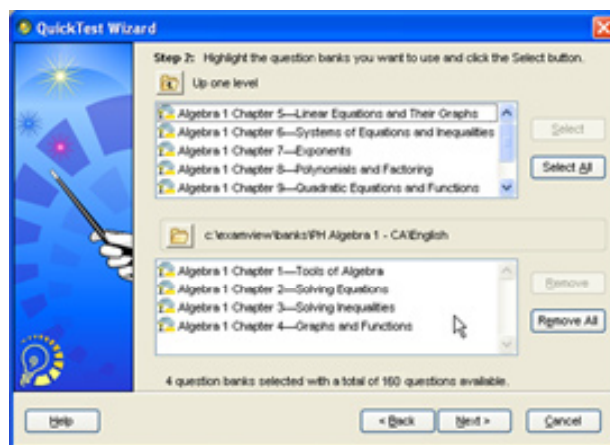 QuickTest Wizard
Step 2: Highlight the question banks you want to use and click the Select button.
Up one level
Algebra 1 Chapter 5—Linear Equations and Their Graphs
Algebra 1 Chapter 6—Systems of Equations and Inequalities
Algebra 1 Chapter 7—Exponents
Algebra 1 Chapter 8—Polynomials and Factoring
Algebra 1 Chapter 9—Quadratic Equations and Functions
Select
Select All
c:\examview\banks\PH Algebra 1 - CA\English
Algebra 1 Chapter 1—Tools of Algebra
Algebra 1 Chapter 2—Solving Equations
Algebra 1 Chapter 3—Solving Inequalities
Algebra 1 Chapter 4—Graphs and Functions
Remove
Remove All
4 question banks selected with a total of 160 questions available.
Help
< Back
Next >
Cancel